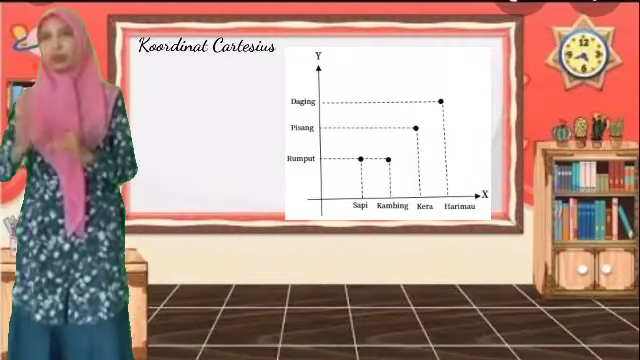 Koordinat Cartesius
Y
Daging
Pisang
Rumput
X
Sapi Kambing Kera Harimau